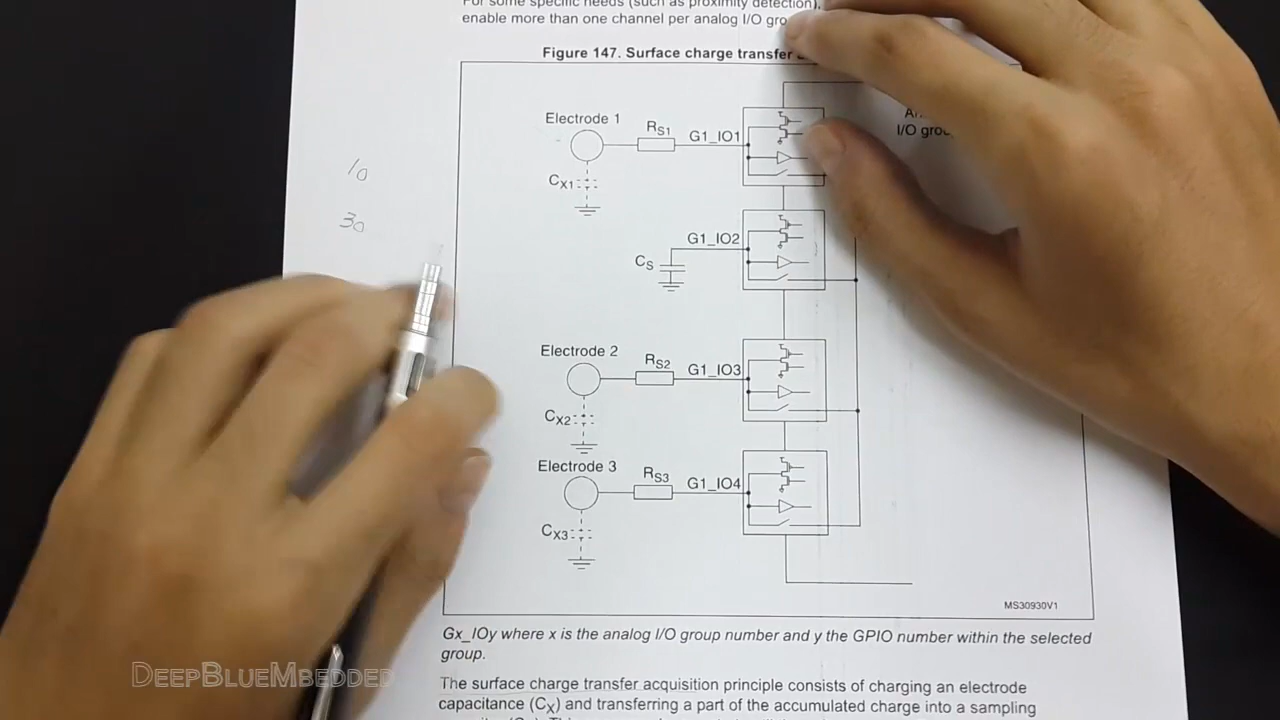 For some specific needs (such as proximity detection),
enable more than one channel per analog I/O
Figure 147. Surface charge transfer
Electrode 1
RS1
G1_IO1
I/O
10
CX1
30
G1_IO2
CS
Electrode 2
RS2
G1_IO3
CX2
Electrode 3
RS3
G1_IO4
CX3
MS30930V1
Gx_IOy where x is the analog I/O group number and y the GPIO number within the selected
group.
DEEPBLUEMBEDDED
The surface charge transfer acquisition principle consists of charging an electrode
capacitance (CX) and transferring a part of the accumulated charge into a sampling